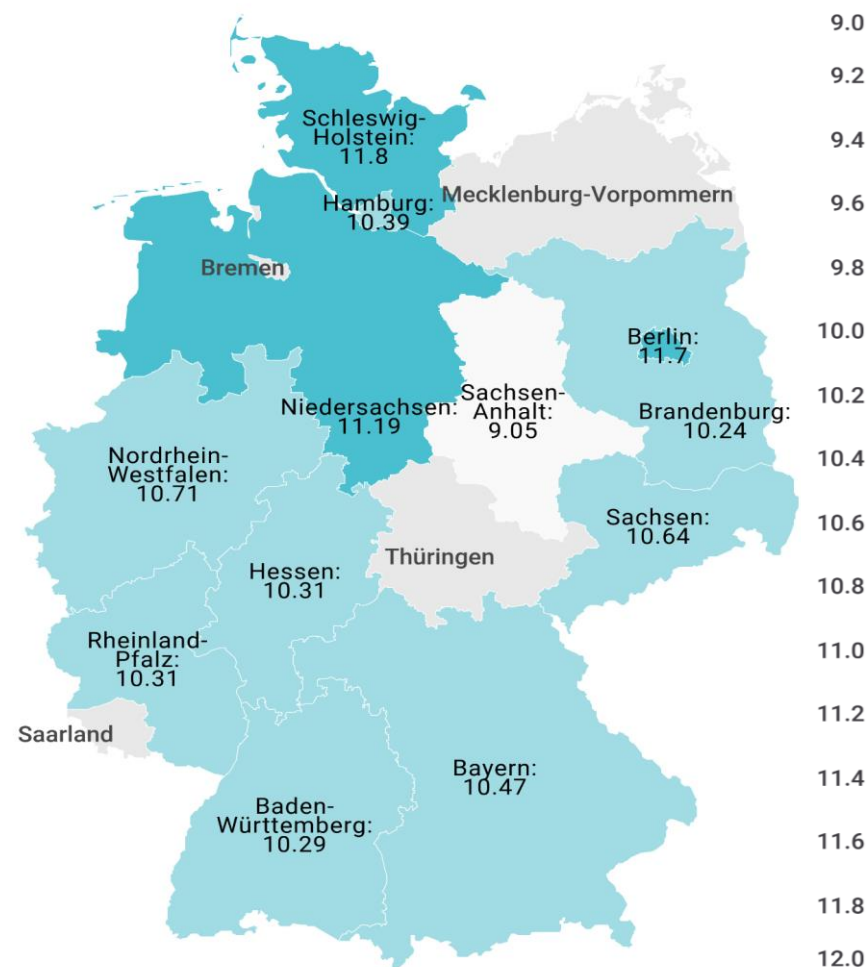 Schleswig-
Holstein:
11.8
Mecklenburg-Vorpommern
Hamburg:
10.39
Bremen
Berlin:
11.7
Niedersachsen:
11.19
Sachsen-
Anhalt:
9.05
Brandenburg:
10.24
Nordrhein-
Westfalen:
10.71
Sachsen:
10.64
Thüringen
Hessen:
10.31
Rheinland-
Pfalz:
10.31
Saarland
Bayern:
10.47
Baden-
Württemberg:
10.29
9.0
9.2
9.4
9.6
9.8
10.0
10.2
10.4
10.6
10.8
11.0
11.2
11.4
11.6
11.8
12.0